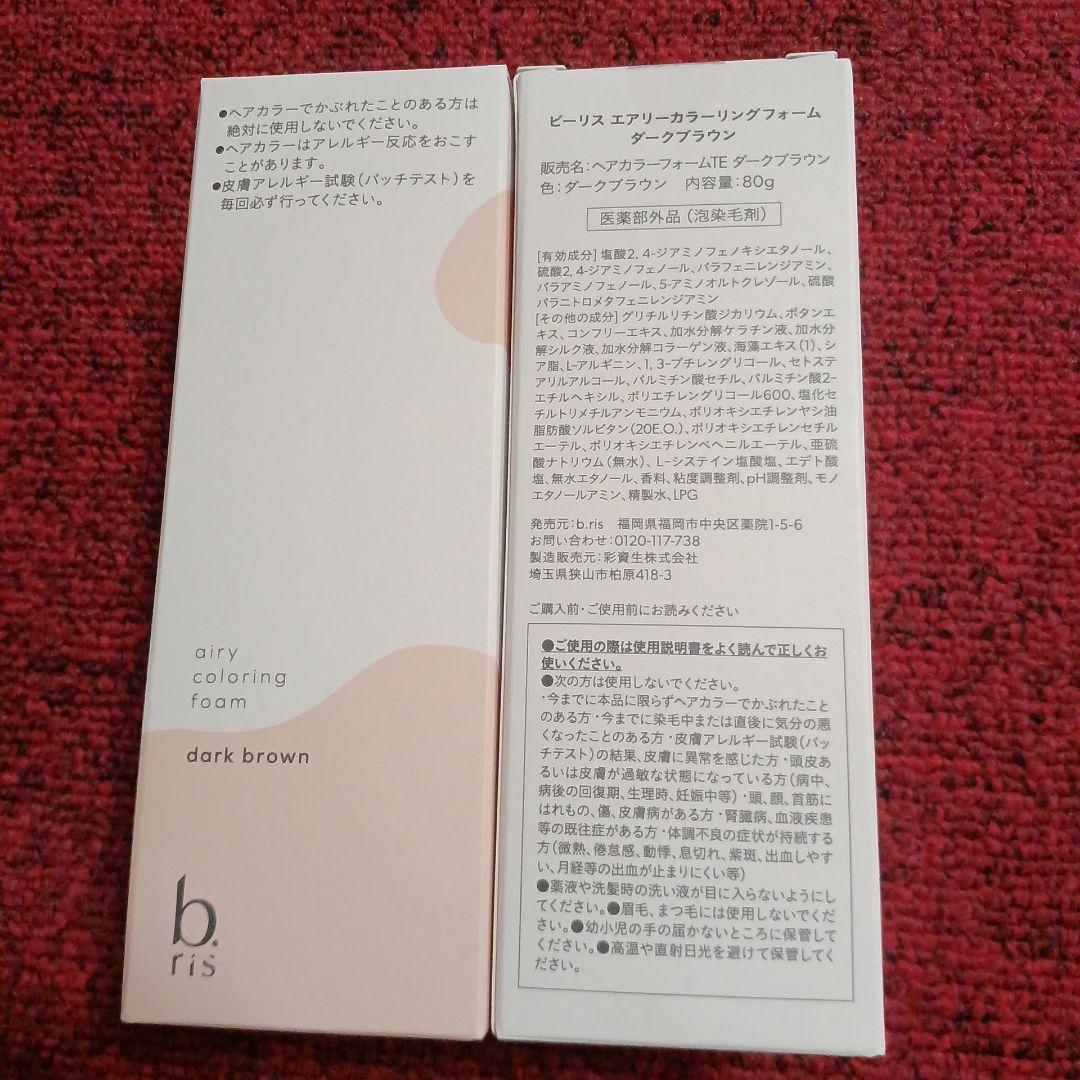 ●ヘアカラーでかぶれたことのある方は
絶対に使用しないでください。
●ヘアカラーはアレルギー反応をおこす
ことがあります。
●皮膚アレルギー試験（パッチテスト）を
毎回必ず行ってください。
airy
coloring
foam
dark brown
b.
ris
ビーリス エアリーカラーリングフォーム
ダークブラウン
販売名：ヘアカラーフォームTE ダークブラウン
色：ダークブラウン 内容量：80g
医薬部外品（泡染毛剤）
[有効成分] 塩酸2, 4-ジアミノフェノキシエタノール、
硫酸2, 4-ジアミノフェノール、パラフェニレンジアミン、
パラアミノフェノール、5-アミノオルトクレゾール、硫酸
パラニトロメタフェニレンジアミン
[その他の成分] グリチルリチン酸ジカリウム、ボタンエ
キス、コンフリーエキス、加水分解ケラチン液、加水分
解シルク液、加水分解コラーゲン液、海藻エキス（1）、シ
ア脂、L-アルギニン、1, 3-ブチレングリコール、セトステ
アリルアルコール、パルミチン酸セチル、パルミチン酸2-
エチルヘキシル、ポリエチレングリコール600、塩化セ
チルトリメチルアンモニウム、ポリオキシエチレンヤシ油
脂肪酸ソルビタン（20E.O.）、ポリオキシエチレンセチル
エーテル、ポリオキシエチレンベヘニルエーテル、亜硫
酸ナトリウム（無水）、L-システイン塩酸塩、エデト酸
塩、無水エタノール、香料、粘度調整剤、pH調整剤、モノ
エタノールアミン、精製水、LPG
発売元：b.ris 福岡県福岡市中央区薬院1-5-6
お問い合わせ：0120-117-738
製造販売元：彩資生株式会社
埼玉県狭山市柏原418-3
ご購入前・ご使用前にお読みください
●ご使用の際は使用説明書をよく読んで正しくお
使いください。
●次の方は使用しないでください。
・今までに本品に限らずヘアカラーでかぶれたこと
のある方・今までに染毛中または直後に気分の悪
くなったことのある方・皮膚アレルギー試験（パッ
チテスト）の結果、皮膚に異常を感じた方・頭皮あ
るいは皮膚が過敏な状態になっている方（病中、
病後の回復期、生理時、妊娠中等）・頭、顔、首筋に
はれもの、傷、皮膚病がある方・腎臓病、血液疾患
等の既往症がある方・体調不良の症状が持続する
方（微熱、倦怠感、動悸、息切れ、紫斑、出血しやす
い、月経等の出血が止まりにくい等）
●薬液や洗髪時の洗い液が目に入らないようにし
てください。●眉毛、まつ毛には使用しないでくだ
さい。●幼小児の手の届かないところに保管して
ください。●高温や直射日光を避けて保管してく
ださい。